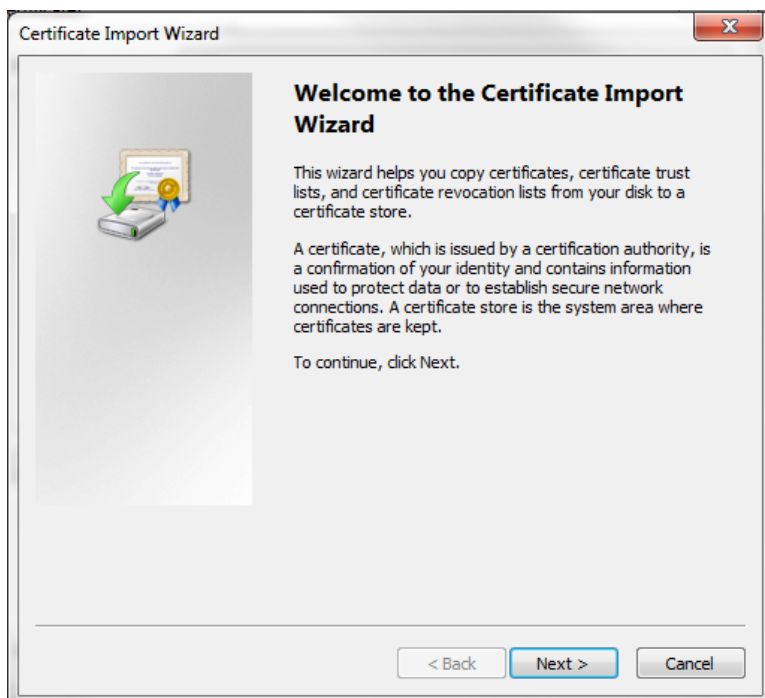 Certificate Import Wizard
Welcome to the Certificate Import
Wizard
This wizard helps you copy certificates, certificate trust
lists, and certificate revocation lists from your disk to a
certificate store.
A certificate, which is issued by a certification authority, is
a confirmation of your identity and contains information
used to protect data or to establish secure network
connections. A certificate store is the system area where
certificates are kept.
To continue, click Next.
< Back Next > Cancel